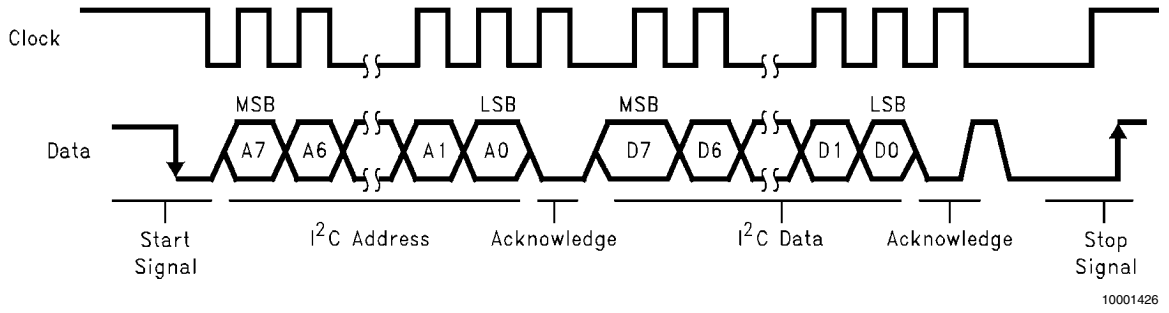 Clock
MSB LSB MSB LSB
Data A7 A6 A1 A0 D7 D6 D1 D0
Start Signal
I²C Address
Acknowledge
I²C Data
Acknowledge
Stop Signal
10001426